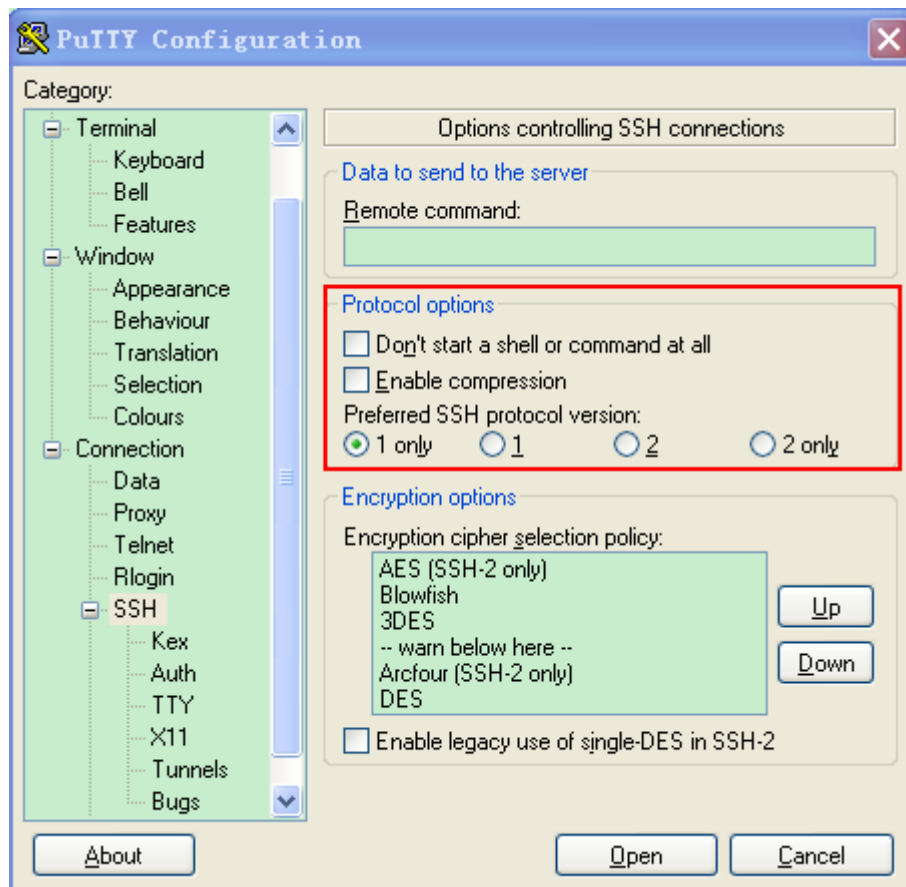 PuTTY Configuration
Category:
Terminal
Keyboard
Bell
Features
Window
Appearance
Behaviour
Translation
Selection
Colours
Connection
Data
Proxy
Telnet
Rlogin
SSH
Kex
Auth
TTY
X11
Tunnels
Bugs
Options controlling SSH connections
Data to send to the server
Remote command:
Protocol options
Don't start a shell or command at all
Enable compression
Preferred SSH protocol version:
1 only 1 2 2 only
Encryption options
Encryption cipher selection policy:
AES (SSH-2 only)
Blowfish
3DES
-- warn below here --
Arcfour (SSH-2 only)
DES
Up
Down
Enable legacy use of single-DES in SSH-2
About Open Cancel